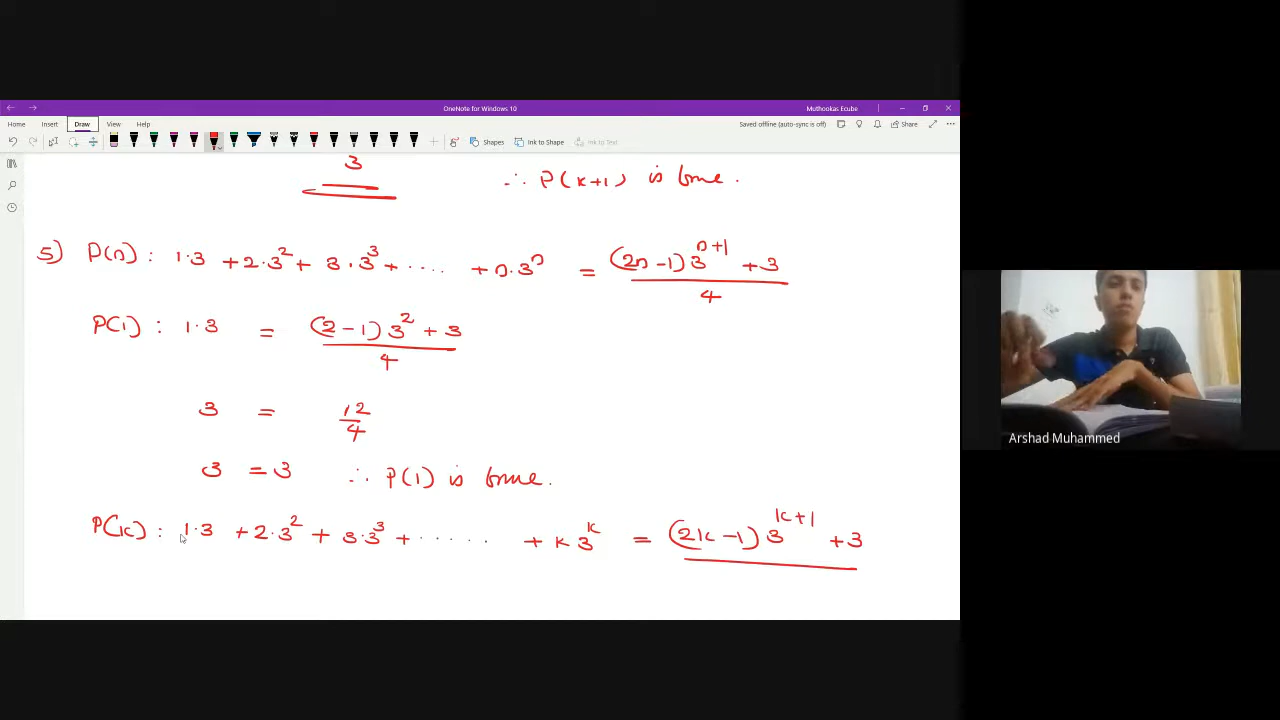 OneNote for Windows 10
Muthookas Ecube
Home Insert Draw View Help
Saved offline (auto-sync is off) Share
Shapes Ink to Shape Ink to Text
3
∴ P(k+1) is true.
5) P(n) : 1·3 + 2·3² + 3·3³ + .... + n·3ⁿ = (2n-1)3ⁿ⁺¹ + 3 / 4
P(1) : 1·3 = (2-1)3² + 3 / 4
3 = 12/4
3 = 3 ∴ P(1) is true.
P(k) : 1·3 + 2·3² + 3·3³ + ...... + k3ᵏ = (2k-1)3ᵏ⁺¹ + 3
Arshad Muhammed